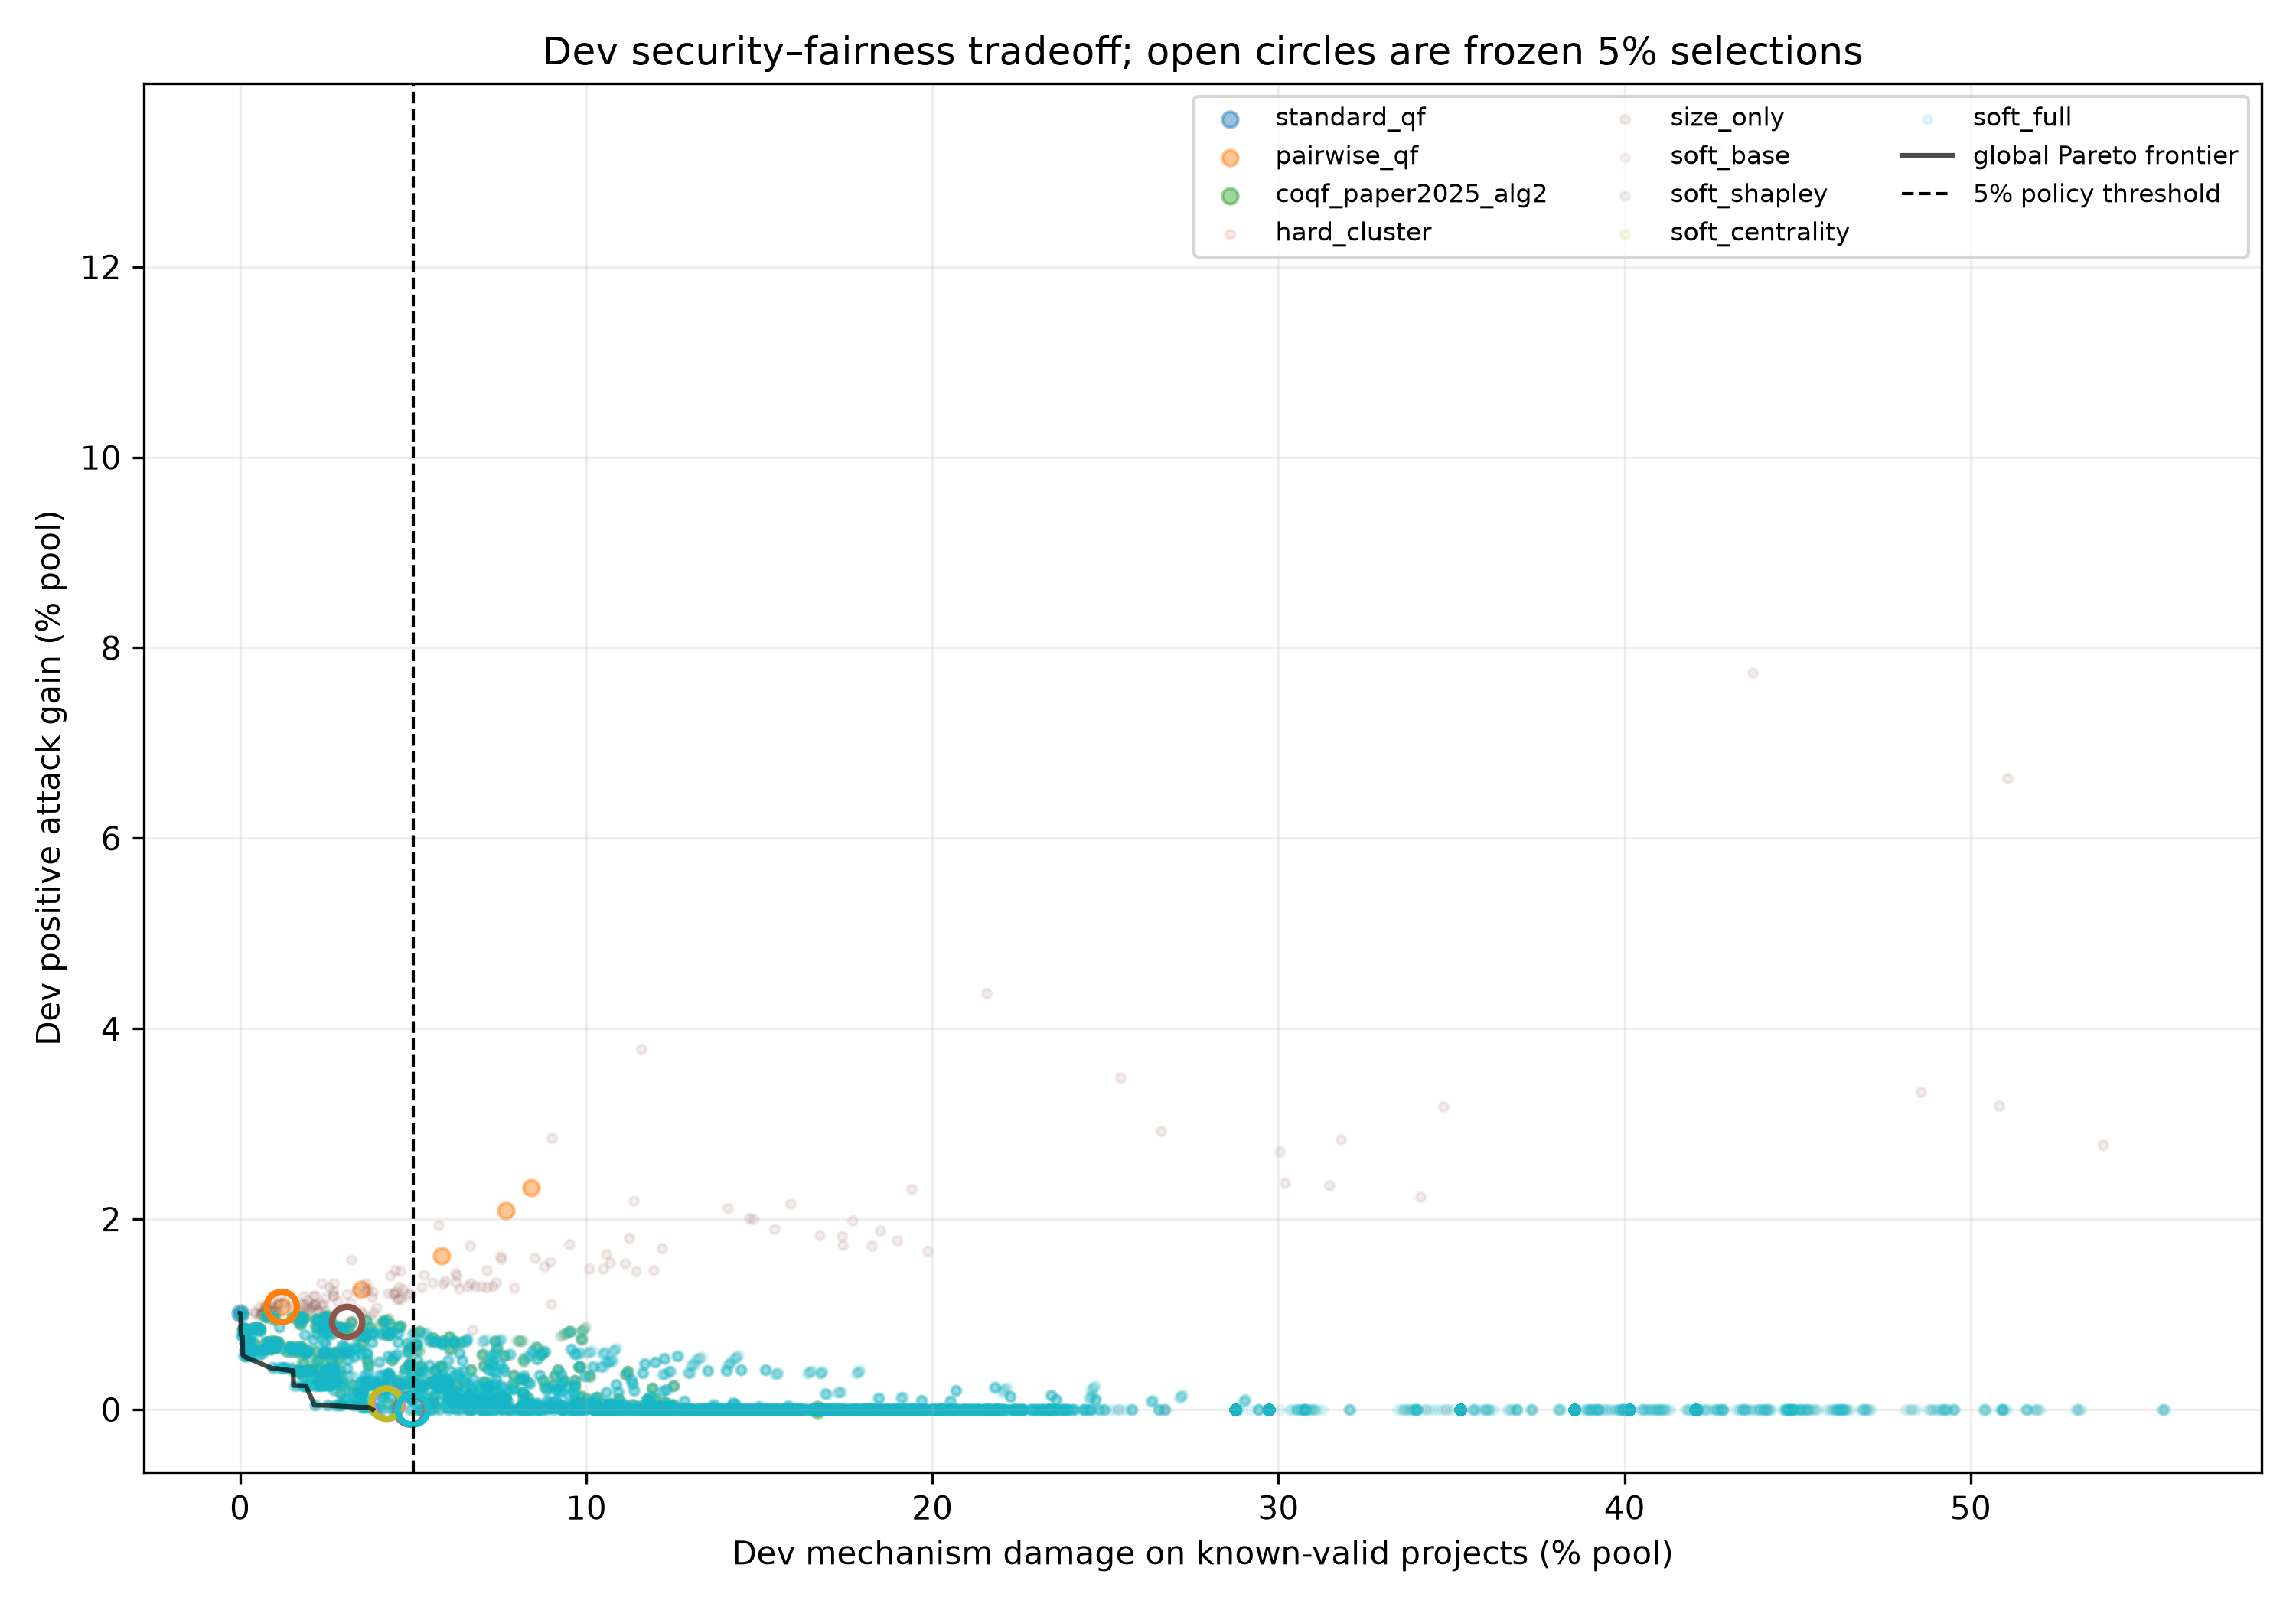 Dev security–fairness tradeoff; open circles are frozen 5% selections
standard_qf
pairwise_qf
coqf_paper2025_alg2
hard_cluster
size_only
soft_base
soft_shapley
soft_centrality
soft_full
global Pareto frontier
5% policy threshold
Dev positive attack gain (% pool)
12
10
8
6
4
2
0
0 10 20 30 40 50
Dev mechanism damage on known-valid projects (% pool)